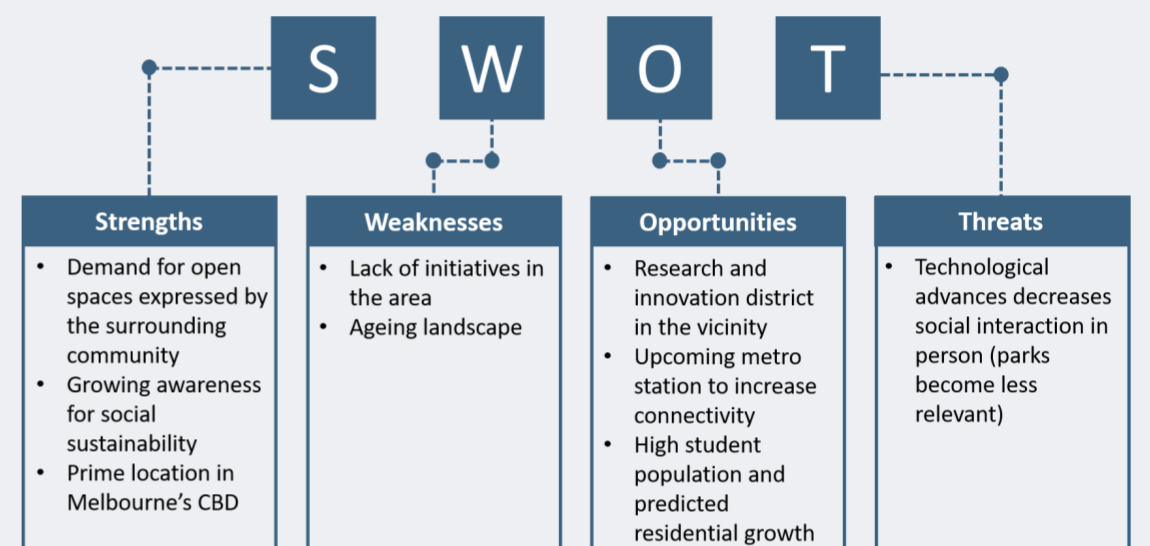 S W O T
Strengths
• Demand for open
spaces expressed by
the surrounding
community
• Growing awareness
for social
sustainability
• Prime location in
Melbourne’s CBD
Weaknesses
• Lack of initiatives in
the area
• Ageing landscape
Opportunities
• Research and
innovation district
in the vicinity
• Upcoming metro
station to increase
connectivity
• High student
population and
predicted
residential growth
Threats
• Technological
advances decreases
social interaction in
person (parks
become less
relevant)